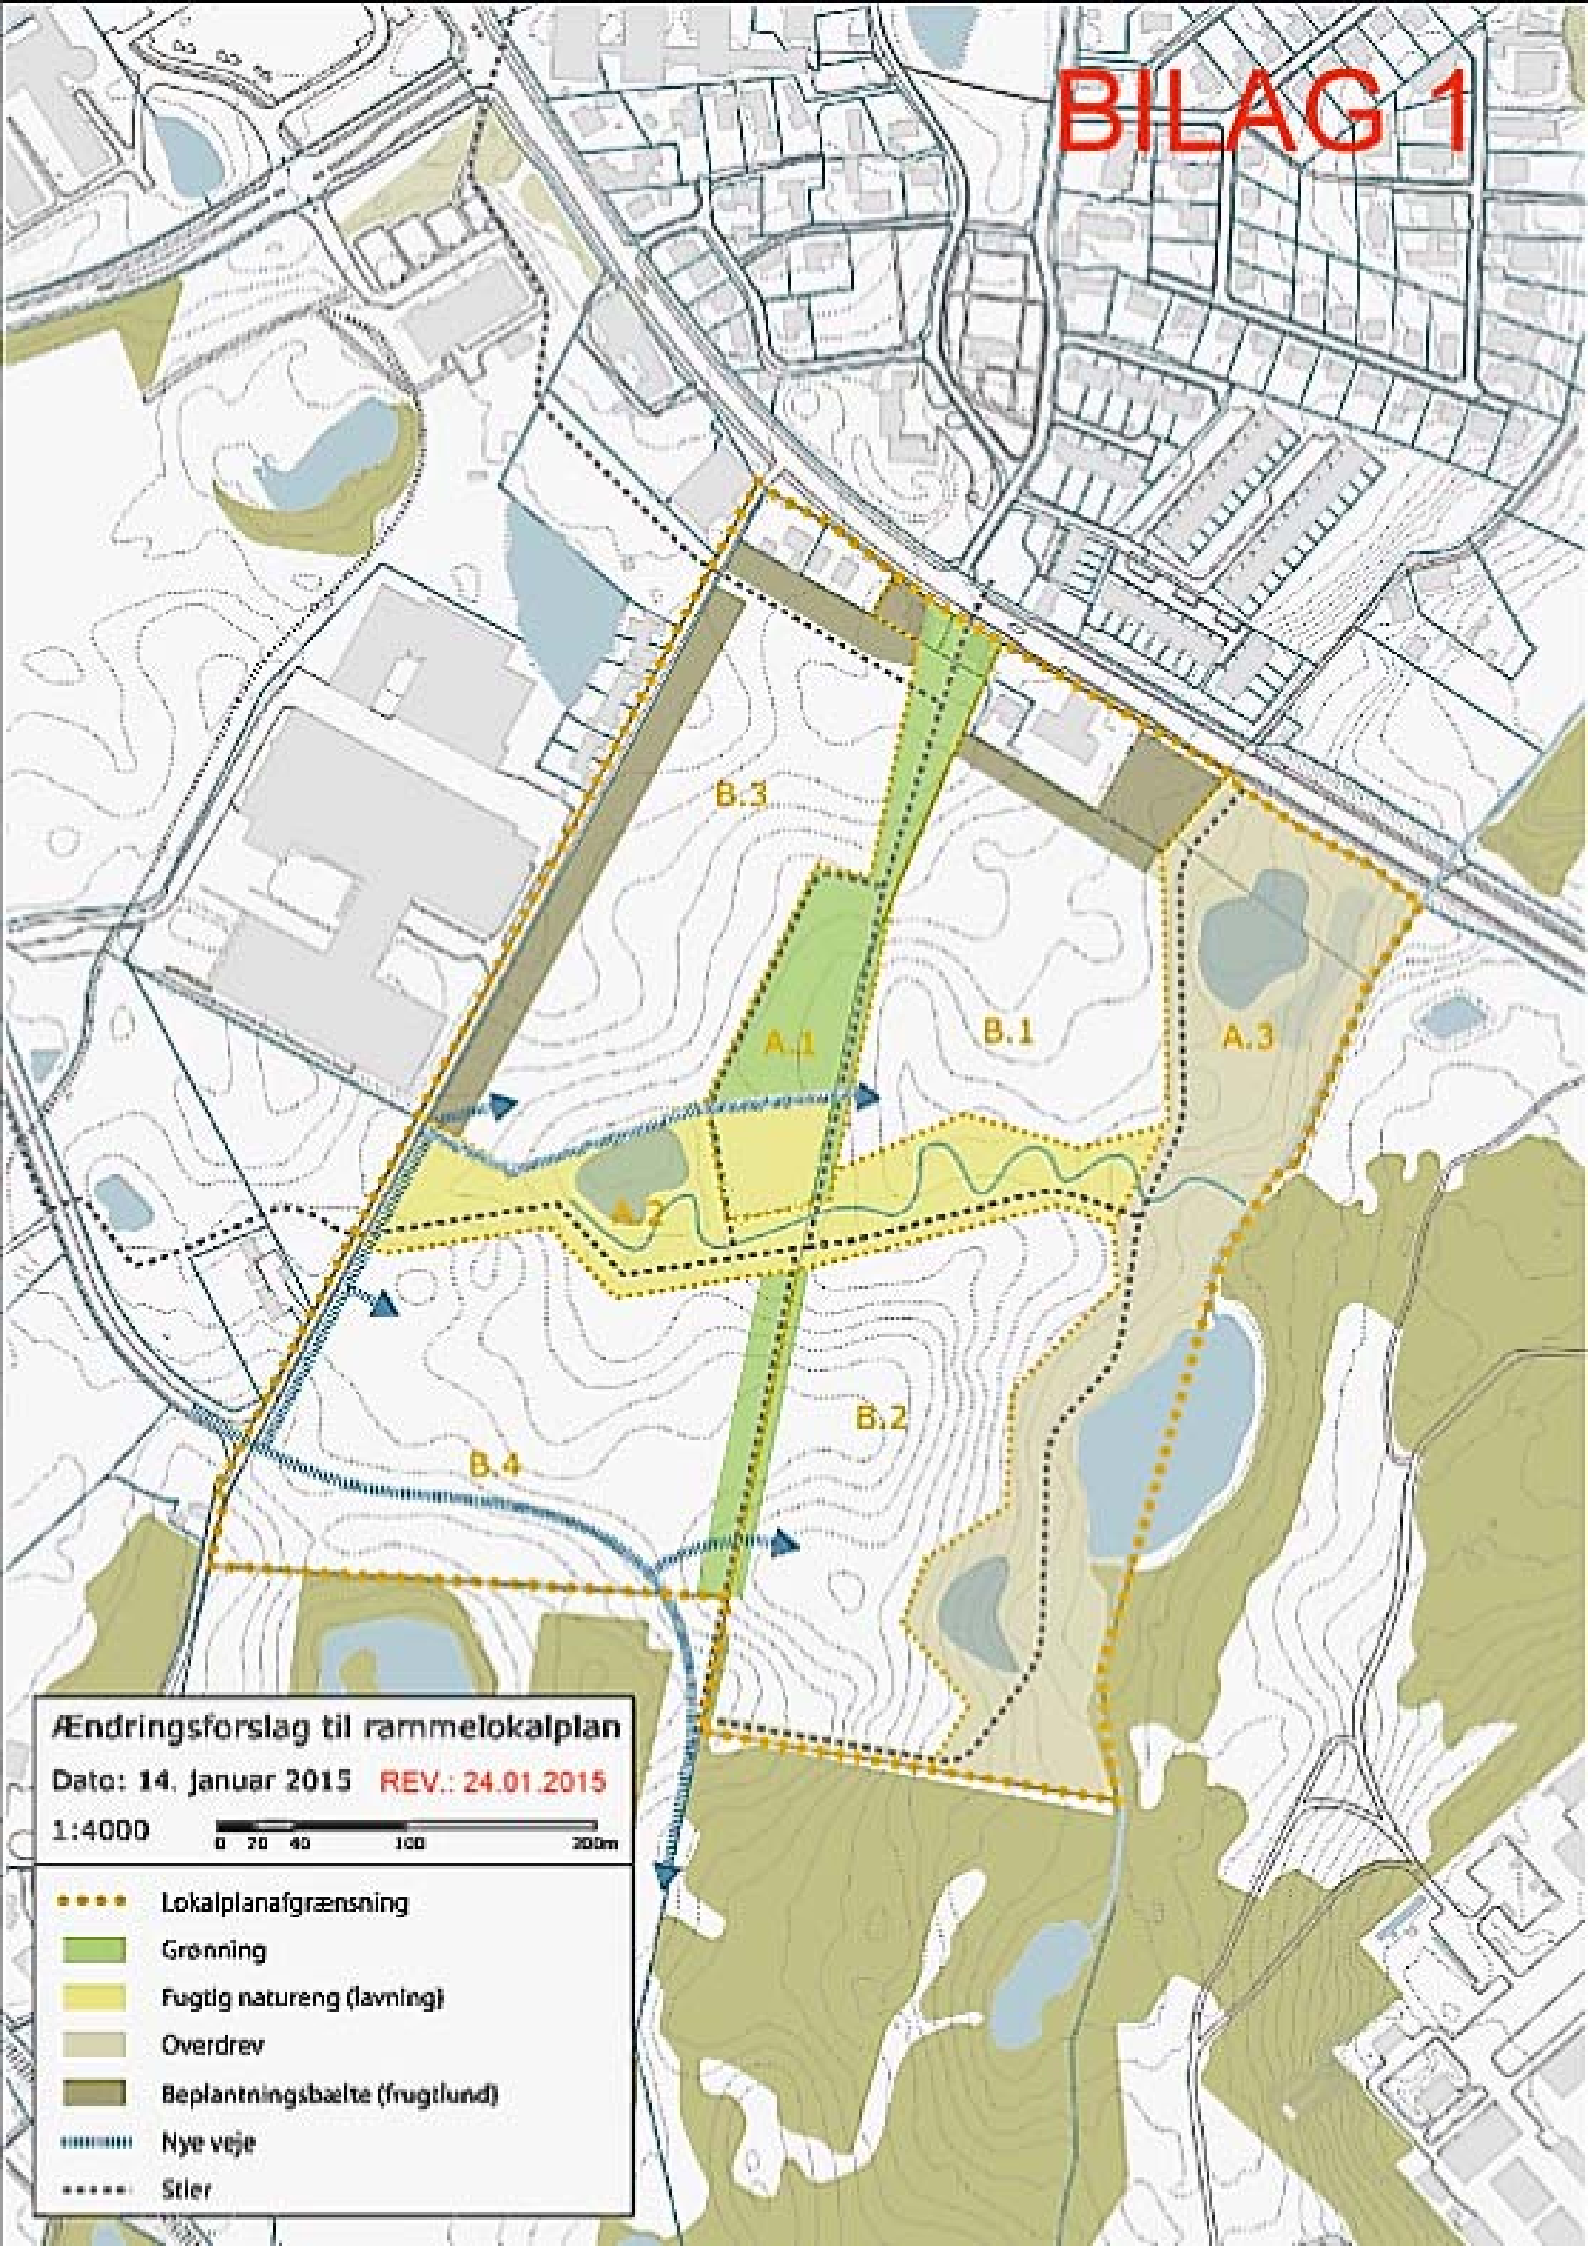 BILAG 1
B.3
A.1
B.1
A.3
A.2
B.2
B.4
Ændringsforslag til rammelokalplan
Dato: 14. januar 2015 REV.: 24.01.2015
1:4000
0 20 40 100 200m
Lokalplanafgrænsning
Grønning
Fugtig natureng (lavning)
Overdrev
Beplantningsbælte (frugtlund)
Nye veje
Stier